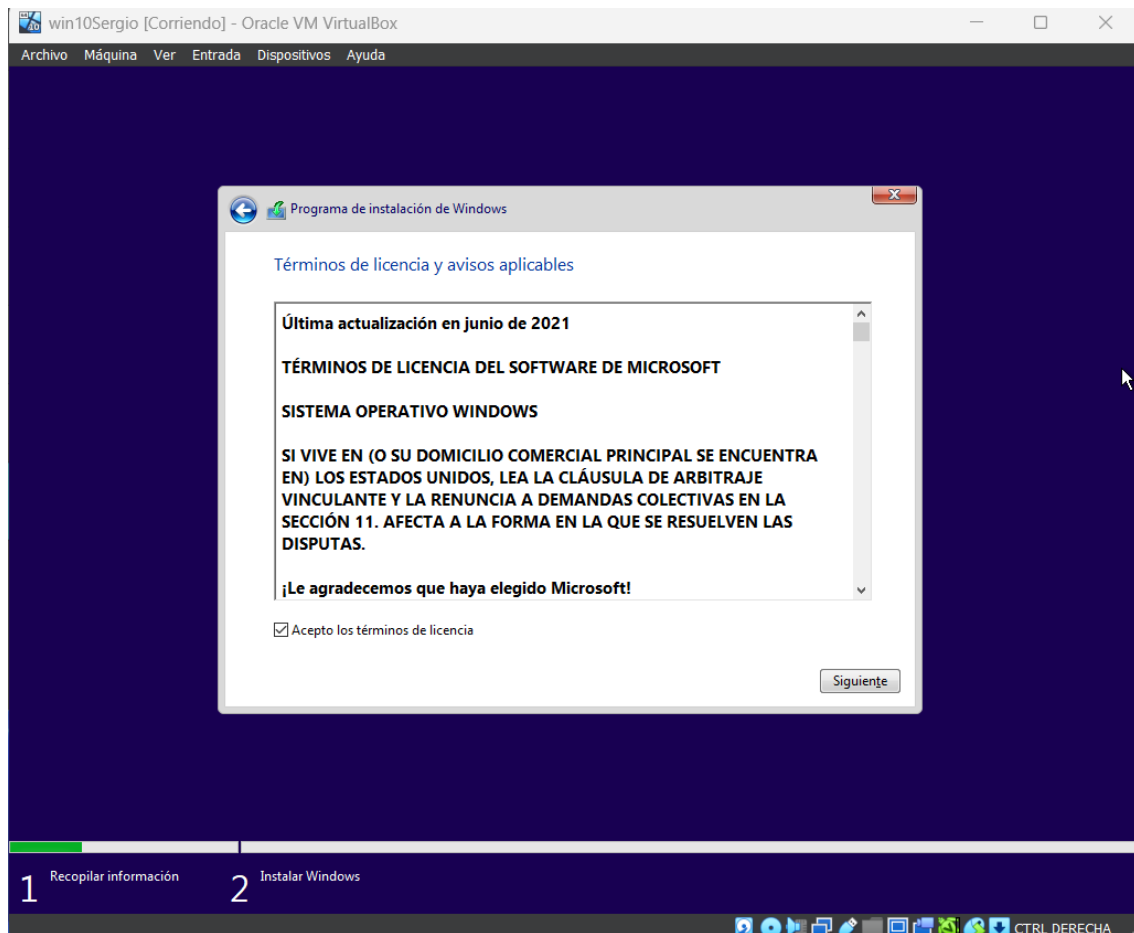 win10Sergio [Corriendo] - Oracle VM VirtualBox
Archivo Máquina Ver Entrada Dispositivos Ayuda
Programa de instalación de Windows
Términos de licencia y avisos aplicables
Última actualización en junio de 2021
TÉRMINOS DE LICENCIA DEL SOFTWARE DE MICROSOFT
SISTEMA OPERATIVO WINDOWS
SI VIVE EN (O SU DOMICILIO COMERCIAL PRINCIPAL SE ENCUENTRA
EN) LOS ESTADOS UNIDOS, LEA LA CLÁUSULA DE ARBITRAJE
VINCULANTE Y LA RENUNCIA A DEMANDAS COLECTIVAS EN LA
SECCIÓN 11. AFECTA A LA FORMA EN LA QUE SE RESUELVEN LAS
DISPUTAS.
¡Le agradecemos que haya elegido Microsoft!
Acepto los términos de licencia
Siguiente
1 Recopilar información 2 Instalar Windows
CTRL DERECHA